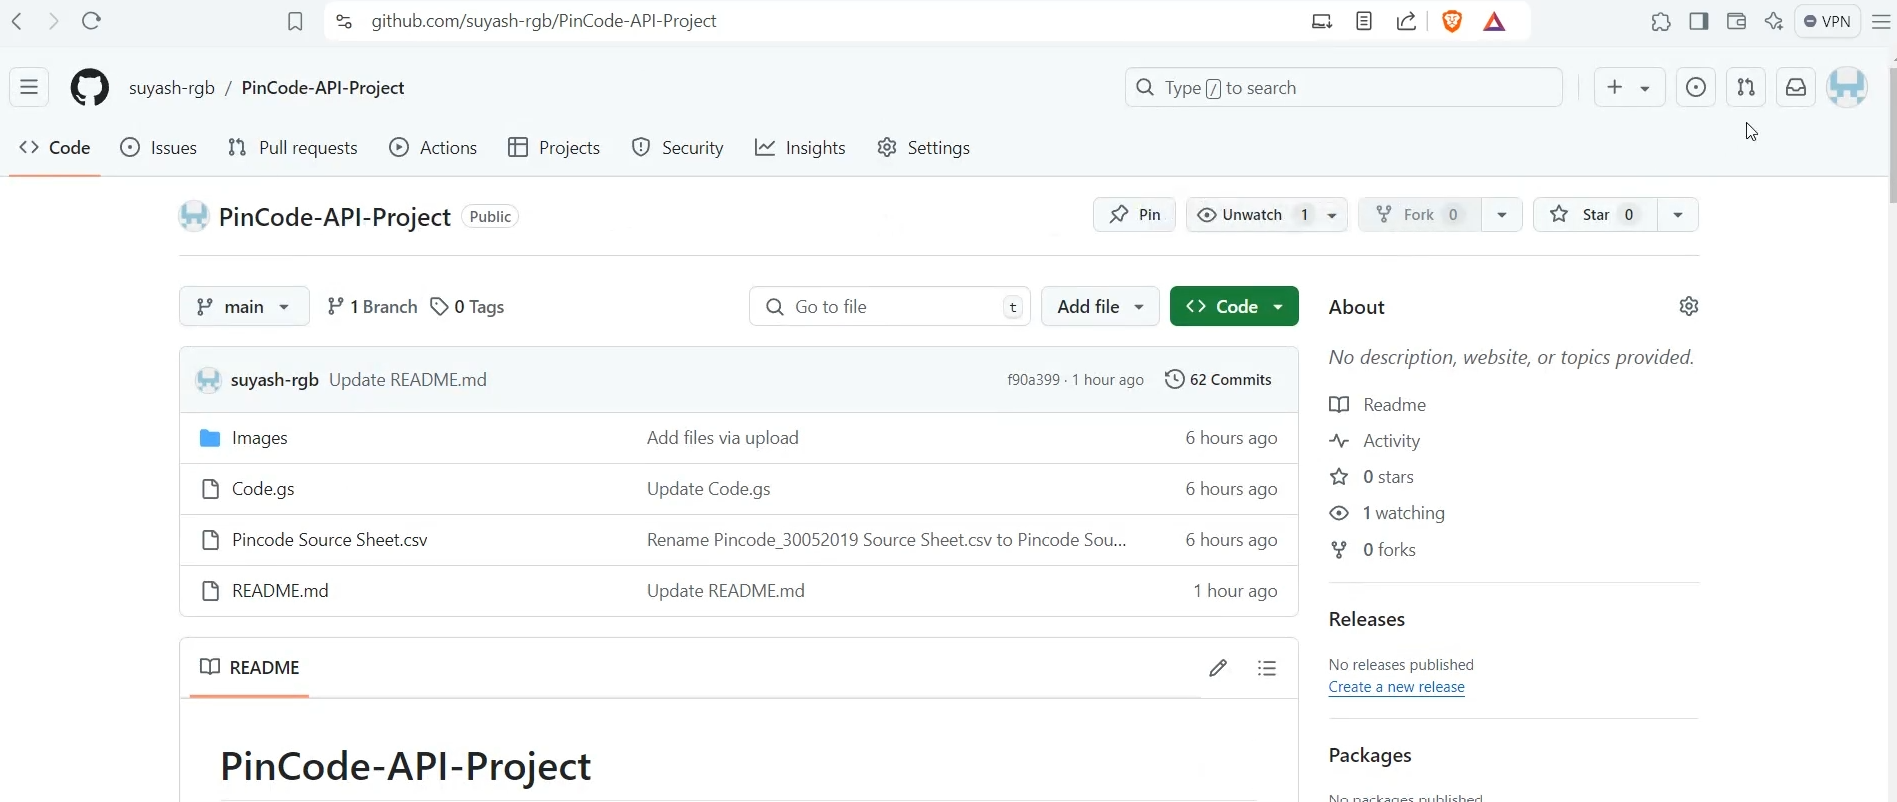 github.com/suyash-rgb/PinCode-API-Project
VPN
suyash-rgb / PinCode-API-Project
Type / to search
Code Issues Pull requests Actions Projects Security Insights Settings
PinCode-API-Project Public
Pin Unwatch 1 Fork 0 Star 0
main 1 Branch 0 Tags Go to file t Add file Code
About
No description, website, or topics provided.
suyash-rgb Update README.md f90a399 · 1 hour ago 62 Commits
Images Add files via upload 6 hours ago
Code.gs Update Code.gs 6 hours ago
Pincode Source Sheet.csv Rename Pincode_30052019 Source Sheet.csv to Pincode Sou... 6 hours ago
README.md Update README.md 1 hour ago
Readme
Activity
0 stars
1 watching
0 forks
Releases
No releases published
Create a new release
Packages
No packages published
README
PinCode-API-Project